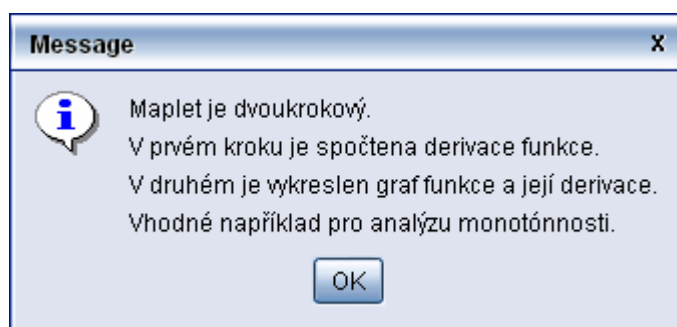 Message X
Maplet je dvoukrokový.
V prvém kroku je spočtena derivace funkce.
V druhém je vykreslen graf funkce a její derivace.
Vhodné například pro analýzu monotónnosti.
OK